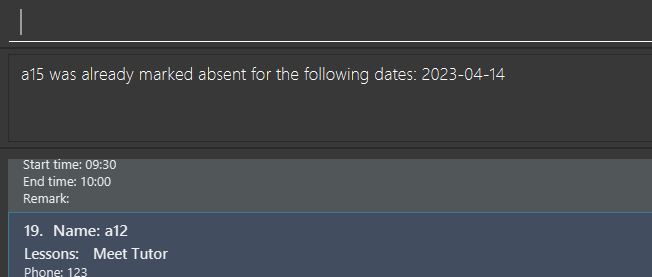 a15 was already marked absent for the following dates: 2023-04-14
Start time: 09:30
End time: 10:00
Remark:
19. Name: a12
Lessons: Meet Tutor
Phone: 123